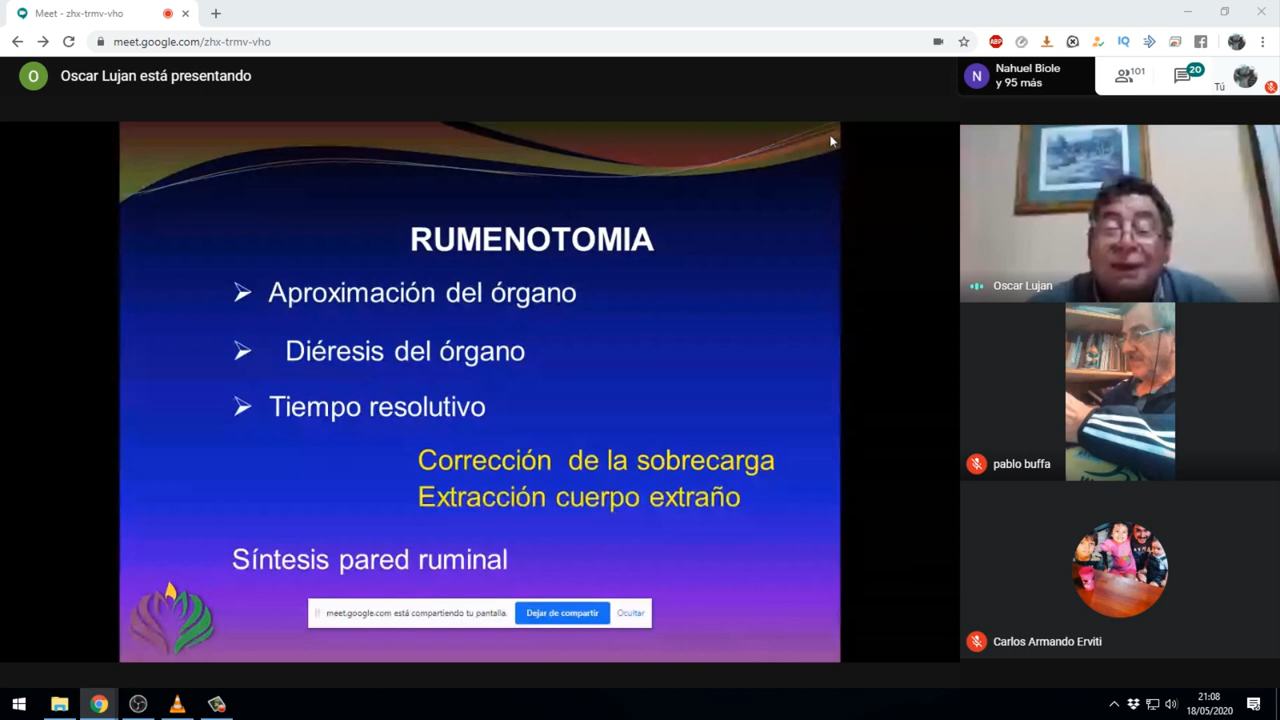 Meet - zhx-trmv-vho
meet.google.com/zhx-trmv-vho
ABP
IQ
O
Oscar Lujan está presentando
N
Nahuel Biole
y 95 más
101
20
Tú
RUMENOTOMIA
Aproximación del órgano
Diéresis del órgano
Tiempo resolutivo
Corrección de la sobrecarga
Extracción cuerpo extraño
Síntesis pared ruminal
meet.google.com está compartiendo tu pantalla.
Dejar de compartir
Ocultar
Oscar Lujan
pablo buffa
Carlos Armando Erviti
21:08
18/05/2020